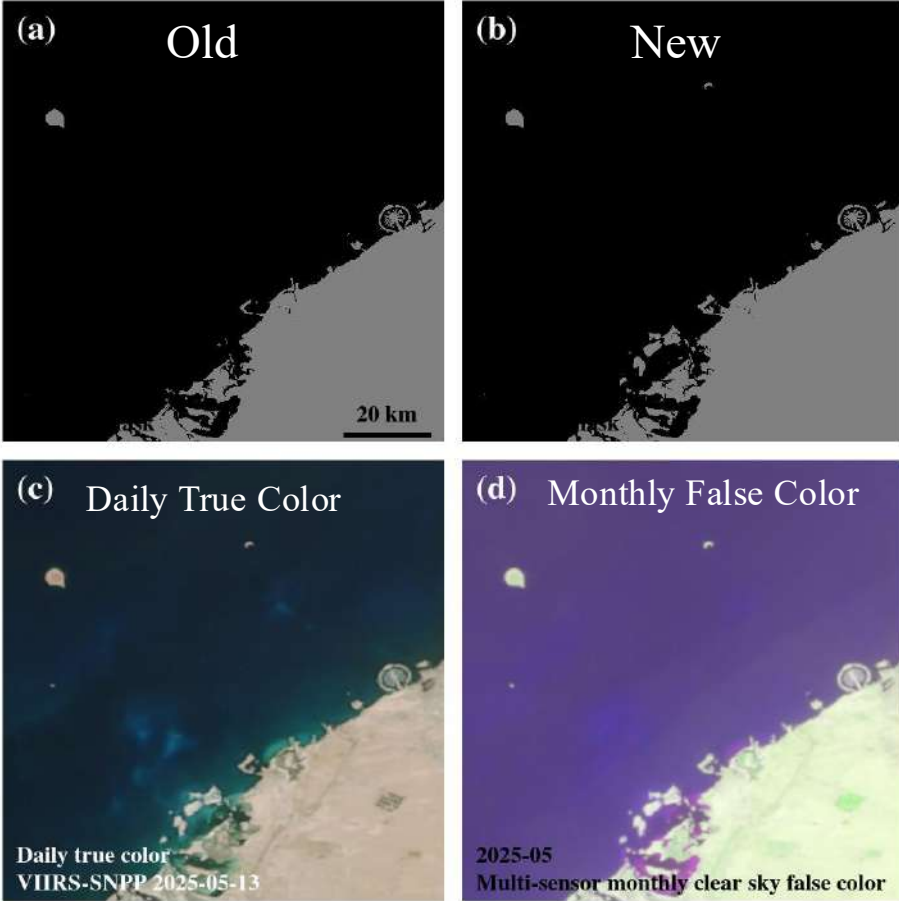 (a)
Old
20 km
(b)
New
(c)
Daily True Color
Daily true color
VIIRS-SNPP 2025-05-13
(d)
Monthly False Color
2025-05
Multi-sensor monthly clear sky false color